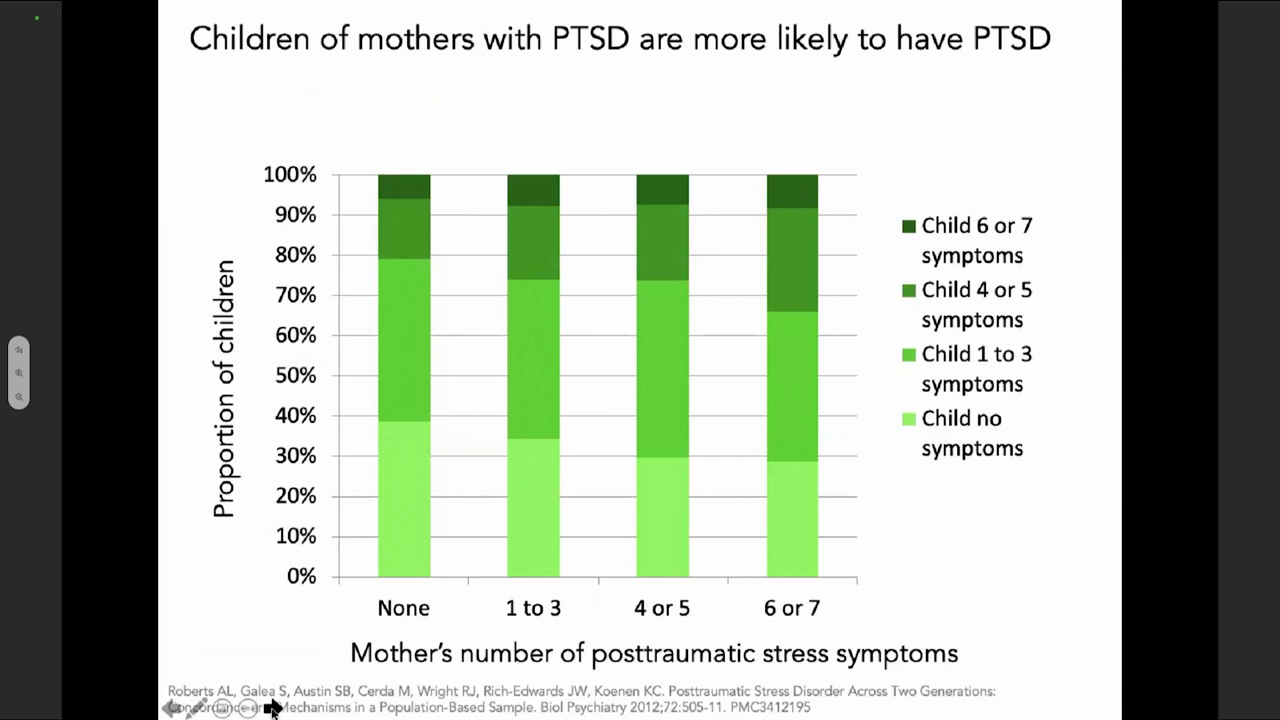 Children of mothers with PTSD are more likely to have PTSD
100%
90%
80%
70%
60%
50%
40%
30%
20%
10%
0%
Proportion of children
None
1 to 3
4 or 5
6 or 7
Mother's number of posttraumatic stress symptoms
Child 6 or 7
symptoms
Child 4 or 5
symptoms
Child 1 to 3
symptoms
Child no
symptoms
Roberts AL, Galea S, Austin SB, Cerda M, Wright RJ, Rich-Edwards JW, Koenen KC. Posttraumatic Stress Disorder Across Two Generations:
Mechanisms in a Population-Based Sample. Biol Psychiatry 2012;72:505-11. PMC3412195